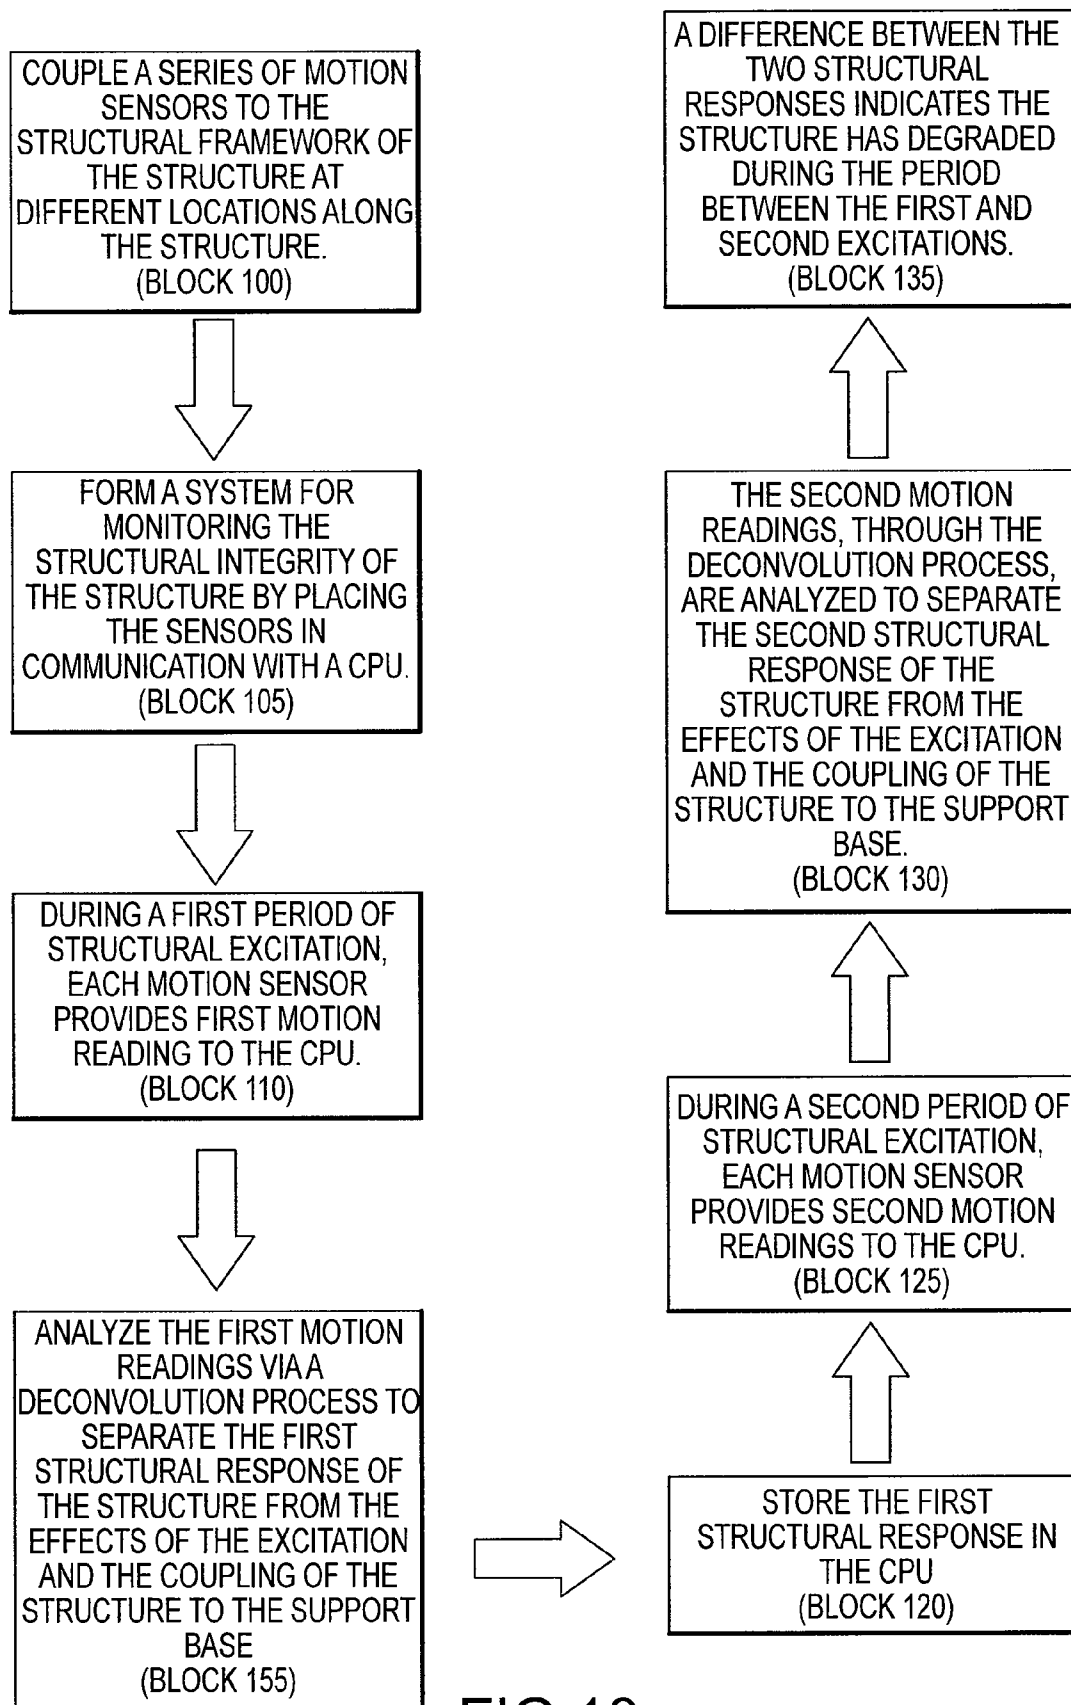 COUPLE A SERIES OF MOTION
SENSORS TO THE
STRUCTURAL FRAMEWORK OF
THE STRUCTURE AT
DIFFERENT LOCATIONS ALONG
THE STRUCTURE.
(BLOCK 100)
FORM A SYSTEM FOR
MONITORING THE
STRUCTURAL INTEGRITY OF
THE STRUCTURE BY PLACING
THE SENSORS IN
COMMUNICATION WITH A CPU.
(BLOCK 105)
DURING A FIRST PERIOD OF
STRUCTURAL EXCITATION,
EACH MOTION SENSOR
PROVIDES FIRST MOTION
READING TO THE CPU.
(BLOCK 110)
ANALYZE THE FIRST MOTION
READINGS VIA A
DECONVOLUTION PROCESS TO
SEPARATE THE FIRST
STRUCTURAL RESPONSE OF
THE STRUCTURE FROM THE
EFFECTS OF THE EXCITATION
AND THE COUPLING OF THE
STRUCTURE TO THE SUPPORT
BASE
(BLOCK 155)
STORE THE FIRST
STRUCTURAL RESPONSE IN
THE CPU
(BLOCK 120)
DURING A SECOND PERIOD OF
STRUCTURAL EXCITATION,
EACH MOTION SENSOR
PROVIDES SECOND MOTION
READINGS TO THE CPU.
(BLOCK 125)
THE SECOND MOTION
READINGS, THROUGH THE
DECONVOLUTION PROCESS,
ARE ANALYZED TO SEPARATE
THE SECOND STRUCTURAL
RESPONSE OF THE
STRUCTURE FROM THE
EFFECTS OF THE EXCITATION
AND THE COUPLING OF THE
STRUCTURE TO THE SUPPORT
BASE.
(BLOCK 130)
A DIFFERENCE BETWEEN THE
TWO STRUCTURAL
RESPONSES INDICATES THE
STRUCTURE HAS DEGRADED
DURING THE PERIOD
BETWEEN THE FIRST AND
SECOND EXCITATIONS.
(BLOCK 135)